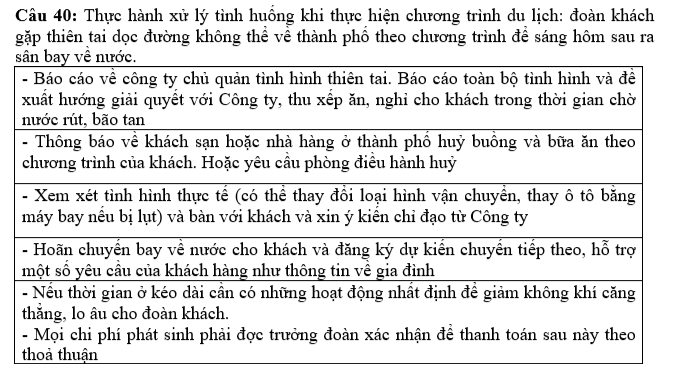 Câu 40: Thực hành xử lý tình huống khi thực hiện chương trình du lịch: đoàn khách
gặp thiên tai dọc đường không thể về thành phố theo chương trình để sáng hôm sau ra
sân bay về nước.
- Báo cáo về công ty chủ quản tình hình thiên tai. Báo cáo toàn bộ tình hình và đề
xuất hướng giải quyết với Công ty, thu xếp ăn, nghỉ cho khách trong thời gian chờ
nước rút, bão tan
- Thông báo về khách sạn hoặc nhà hàng ở thành phố huỷ buồng và bữa ăn theo
chương trình của khách. Hoặc yêu cầu phòng điều hành huỷ
- Xem xét tình hình thực tế (có thể thay đổi loại hình vận chuyển, thay ô tô bằng
máy bay nếu bị lụt) và bàn với khách và xin ý kiến chỉ đạo từ Công ty
- Hoãn chuyến bay về nước cho khách và đăng ký dự kiến chuyến tiếp theo, hỗ trợ
một số yêu cầu của khách hàng như thông tin về gia đình
- Nếu thời gian ở kéo dài cần có những hoạt động nhất định để giảm không khí căng
thẳng, lo âu cho đoàn khách.
- Mọi chi phí phát sinh phải đợc trưởng đoàn xác nhận để thanh toán sau này theo
thoả thuận